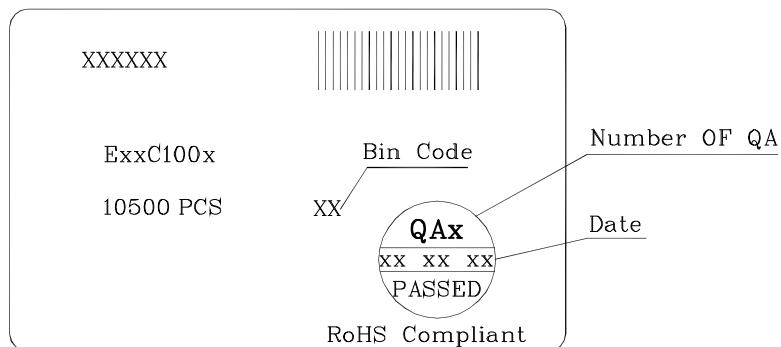 XXXXXX
ExxC100x
Bin Code
Number OF QA
10500 PCS
XX
QAx
Date
xx xx xx
PASSED
RoHS Compliant